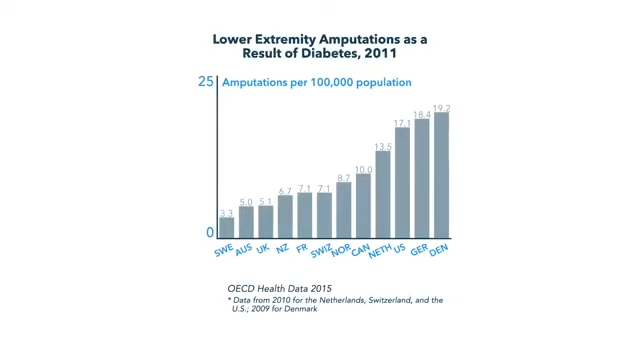 Lower Extremity Amputations as a
Result of Diabetes, 2011
25
Amputations per 100,000 population
3.3
5.0
5.1
6.7
7.1
7.1
8.7
10.0
13.5
17.1
18.4
19.2
0
SWE
AUS
UK
NZ
FR
SWIZ
NOR
CAN
NETH
US
GER
DEN
OECD Health Data 2015
* Data from 2010 for the Netherlands, Switzerland, and the
U.S.; 2009 for Denmark